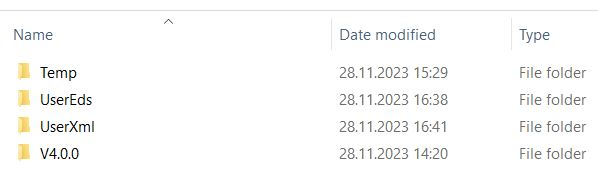 Name Date modified Type
Temp 28.11.2023 15:29 File folder
UserEds 28.11.2023 16:38 File folder
UserXml 28.11.2023 16:41 File folder
V4.0.0 28.11.2023 14:20 File folder